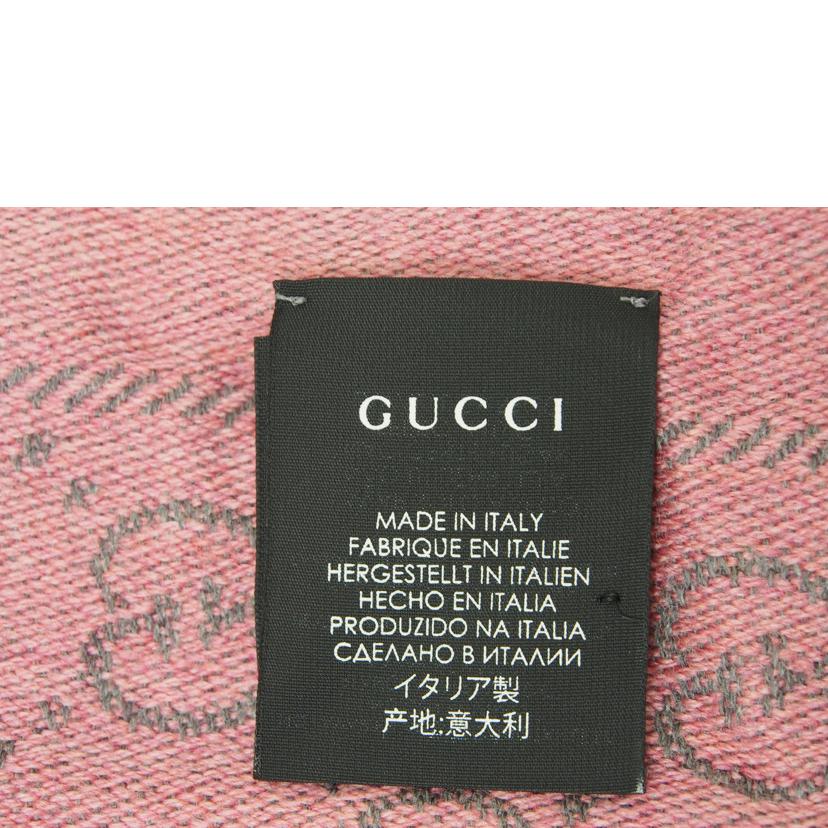 GUCCI
MADE IN ITALY
FABRIQUE EN ITALIE
HERGESTELLT IN ITALIEN
HECHO EN ITALIA
PRODUZIDO NA ITALIA
СДЕЛАНО В ИТАЛИИ
イタリア製
产地:意大利